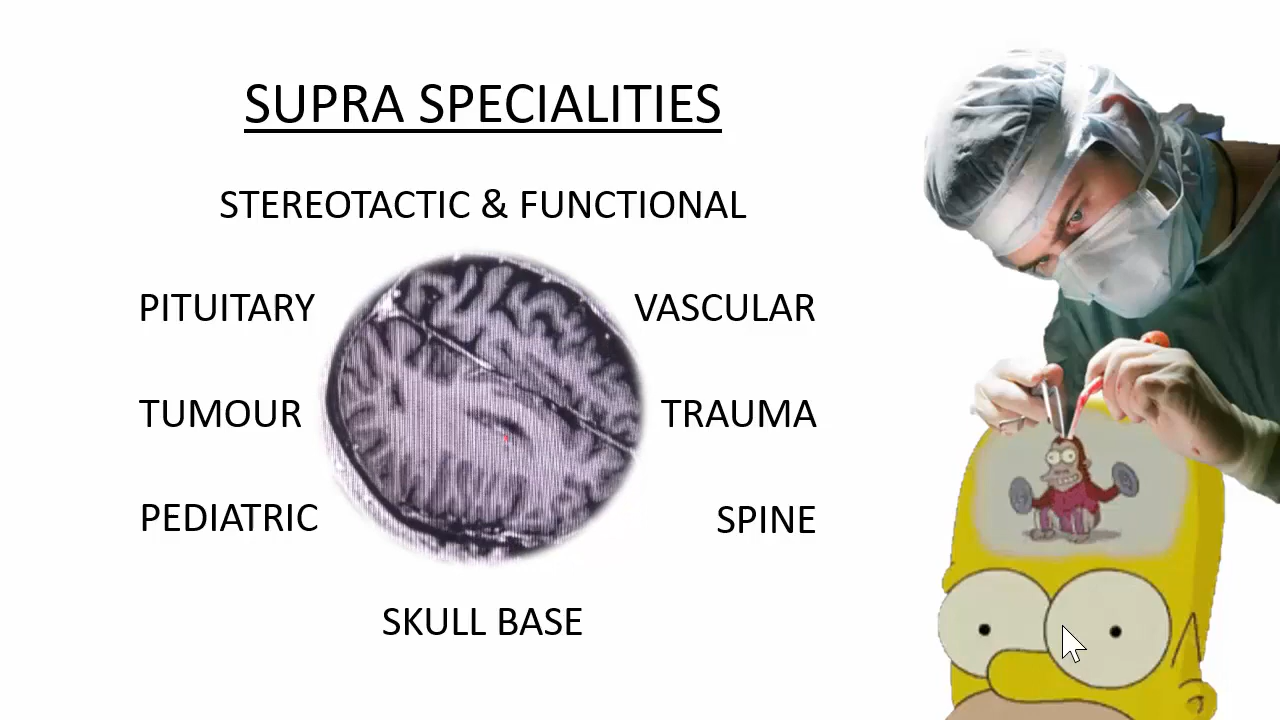 SUPRA SPECIALITIES
STEREOTACTIC & FUNCTIONAL
PITUITARY
VASCULAR
TUMOUR
TRAUMA
PEDIATRIC
SPINE
SKULL BASE